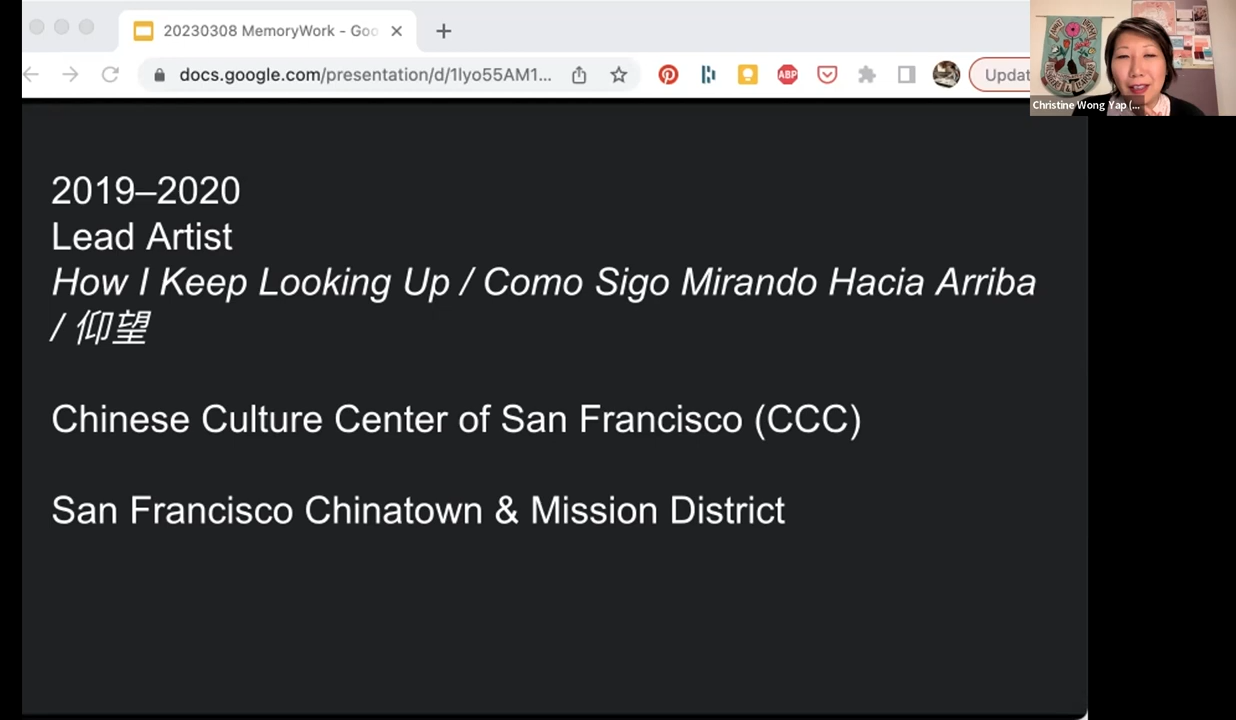 20230308 MemoryWork - Goo
docs.google.com/presentation/d/1lyo55AM1...
ABP
Updat
Christine Wong Yap (...
2019–2020
Lead Artist
How I Keep Looking Up / Como Sigo Mirando Hacia Arriba
/ 仰望
Chinese Culture Center of San Francisco (CCC)
San Francisco Chinatown & Mission District